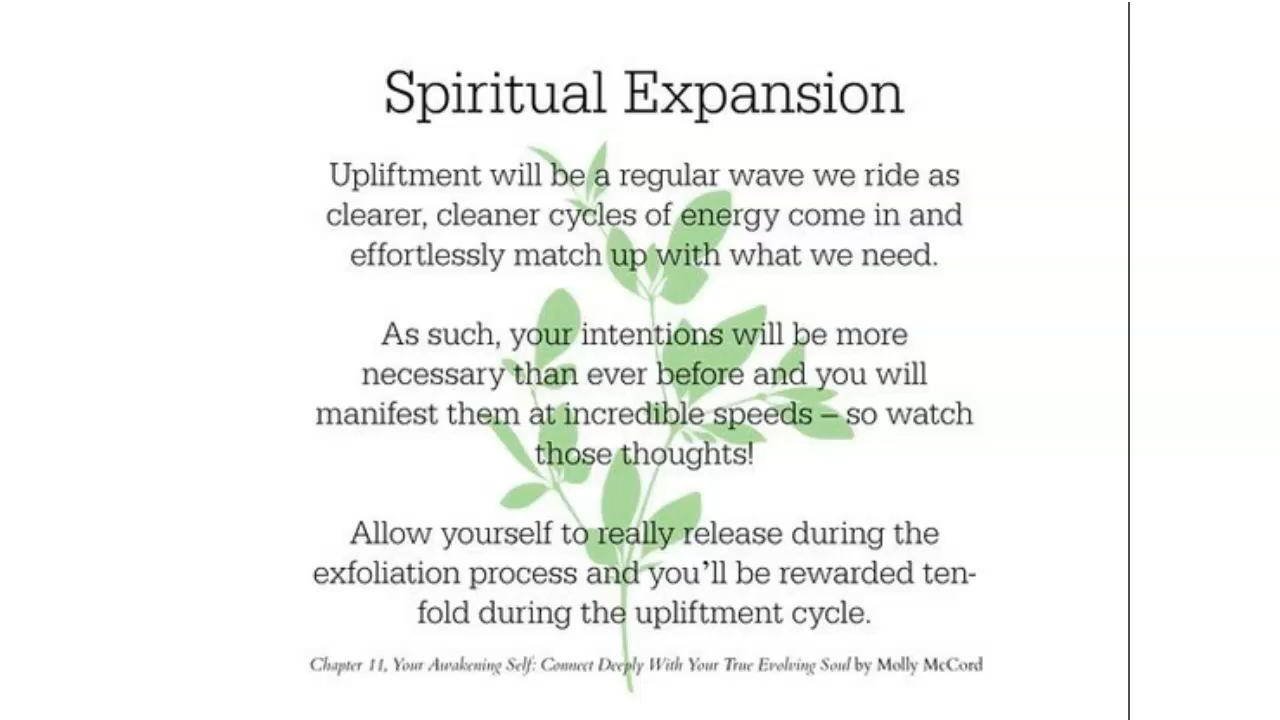 Spiritual Expansion
Upliftment will be a regular wave we ride as
clearer, cleaner cycles of energy come in and
effortlessly match up with what we need.
As such, your intentions will be more
necessary than ever before and you will
manifest them at incredible speeds – so watch
those thoughts!
Allow yourself to really release during the
exfoliation process and you’ll be rewarded ten-
fold during the upliftment cycle.
Chapter 11, Your Awakening Self: Connect Deeply With Your True Evolving Soul by Molly McCord